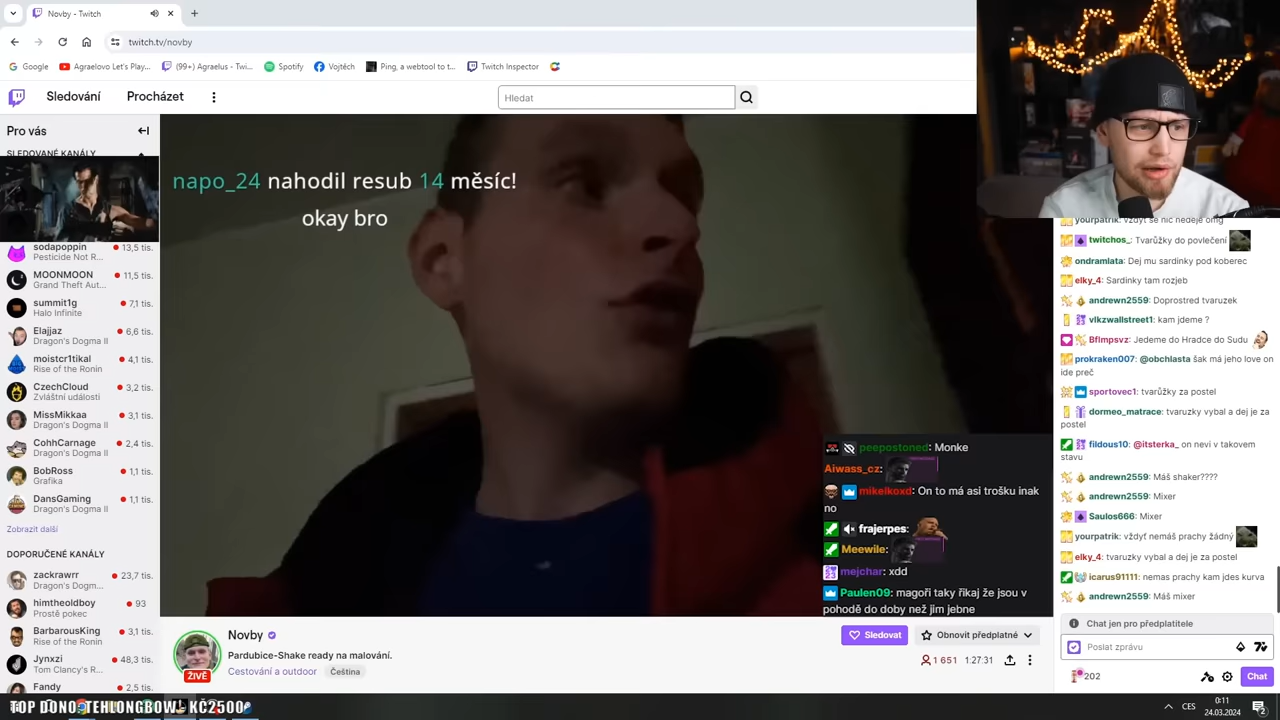 Novby - Twitch
twitch.tv/novby
Google
Agraelovo Let's Play...
(99+) Agraelus - Twi...
Spotify
Vojtěch
Ping, a webtool to t...
Twitch Inspector
Sledování
Procházet
Hledat
Pro vás
SLEDOVANÉ KANÁLY
sodapoppin
13,5 tis.
Pesticide Not R...
MOONMOON
11,5 tis.
Grand Theft Aut...
summit1g
7,1 tis.
Halo Infinite
Elajjaz
6,6 tis.
Dragon's Dogma II
moistcr1tikal
4,1 tis.
Rise of the Ronin
CzechCloud
3,2 tis.
Zvláštní události
MissMikkaa
3,1 tis.
Dragon's Dogma II
CohhCarnage
2,4 tis.
Dragon's Dogma II
BobRoss
1,1 tis.
Grafika
DansGaming
1,1 tis.
Dragon's Dogma II
Zobrazit další
DOPORUČENÉ KANÁLY
zackrawrr
23,7 tis.
Dragon's Dogm...
himtheoldboy
93
Prostě pokec
BarbarousKing
3,1 tis.
Rise of the Ronin
Jynxzi
48,3 tis.
Tom Clancy's R...
Fandy
2,5 tis.
napo_24 nahodil resub 14 měsíc!
okay bro
peepostoned: Monke
Aiwass_cz:
mikelkoxd: On to má asi trošku inak
no
frajerpes:
Meewile:
mejchar: xdd
Paulen09: magoři taky říkaj že jsou v
pohodě do doby než jim jebne
Novby
Pardubice-Shake ready na malování.
Cestování a outdoor
Čeština
ŽIVĚ
Sledovat
Obnovit předplatné
1 651
1:27:31
yourpatrik: vždyť se nic neděje omg
twitchos_: Tvarůžky do povlečení
ondramlata: Dej mu sardinky pod koberec
elky_4: Sardinky tam rozjeb
andrewn2559: Doprostred tvaruzek
vlkzwallstreet1: kam jdeme ?
Bflmpsvz: Jedeme do Hradce do Sudu
prokraken007: @obchlasta šak má jeho love on
ide preč
sportovec1: tvarůžky za postel
dormeo_matrace: tvaruzky vybal a dej je za
postel
fildous10: @itsterka_ on nevi v takovem
stavu
andrewn2559: Máš shaker????
andrewn2559: Mixer
Saulos666: Mixer
yourpatrik: vždyť nemáš prachy žádný
elky_4: tvaruzky vybal a dej je za postel
icarus91111: nemas prachy kam jdes kurva
andrewn2559: Máš mixer
Chat jen pro předplatitele
Poslat zprávu
202
Chat
TOP DONO TEHLONGBOW KČ2500
CES
0:11
24.03.2024
2